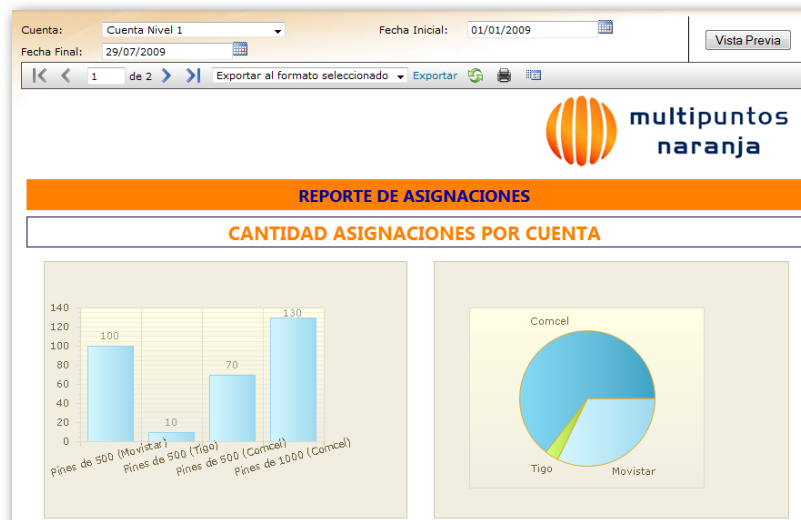 Cuenta: Cuenta Nivel 1 Fecha Inicial: 01/01/2009 Vista Previa
Fecha Final: 29/07/2009
1 de 2 Exportar al formato seleccionado Exportar
multipuntos
naranja
REPORTE DE ASIGNACIONES
CANTIDAD ASIGNACIONES POR CUENTA
140
120
100
80
60
40
20
0
100
10
70
130
Pines de 500 (Movistar)
Pines de 500 (Tigo)
Pines de 500 (Comcel)
Pines de 1000 (Comcel)
Comcel
Tigo
Movistar